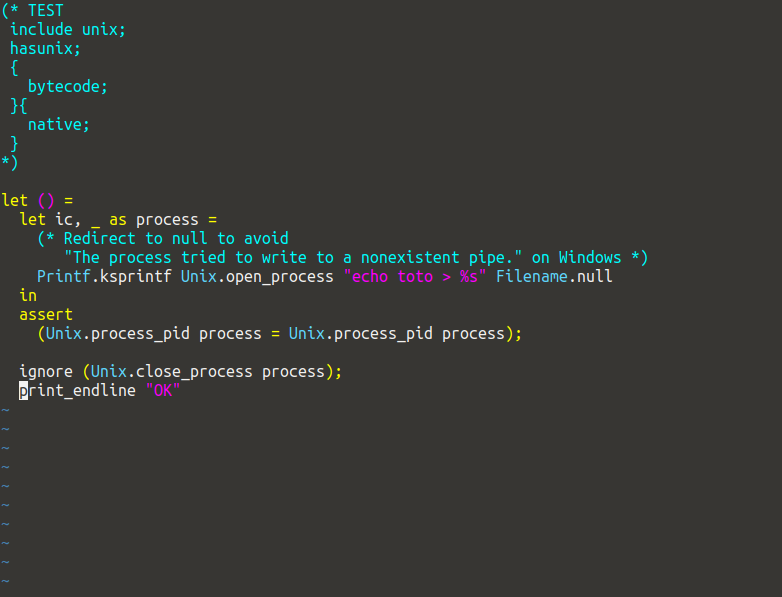 (* TEST
 include unix;
 hasunix;
 {
   bytecode;
 }{
   native;
 }
*)

let () =
  let ic, _ as process =
    (* Redirect to null to avoid
       "The process tried to write to a nonexistent pipe." on Windows *)
    Printf.ksprintf Unix.open_process "echo toto > %s" Filename.null
  in
  assert
    (Unix.process_pid process = Unix.process_pid process);

  ignore (Unix.close_process process);
  print_endline "OK"
~
~
~
~
~
~
~
~
~
~